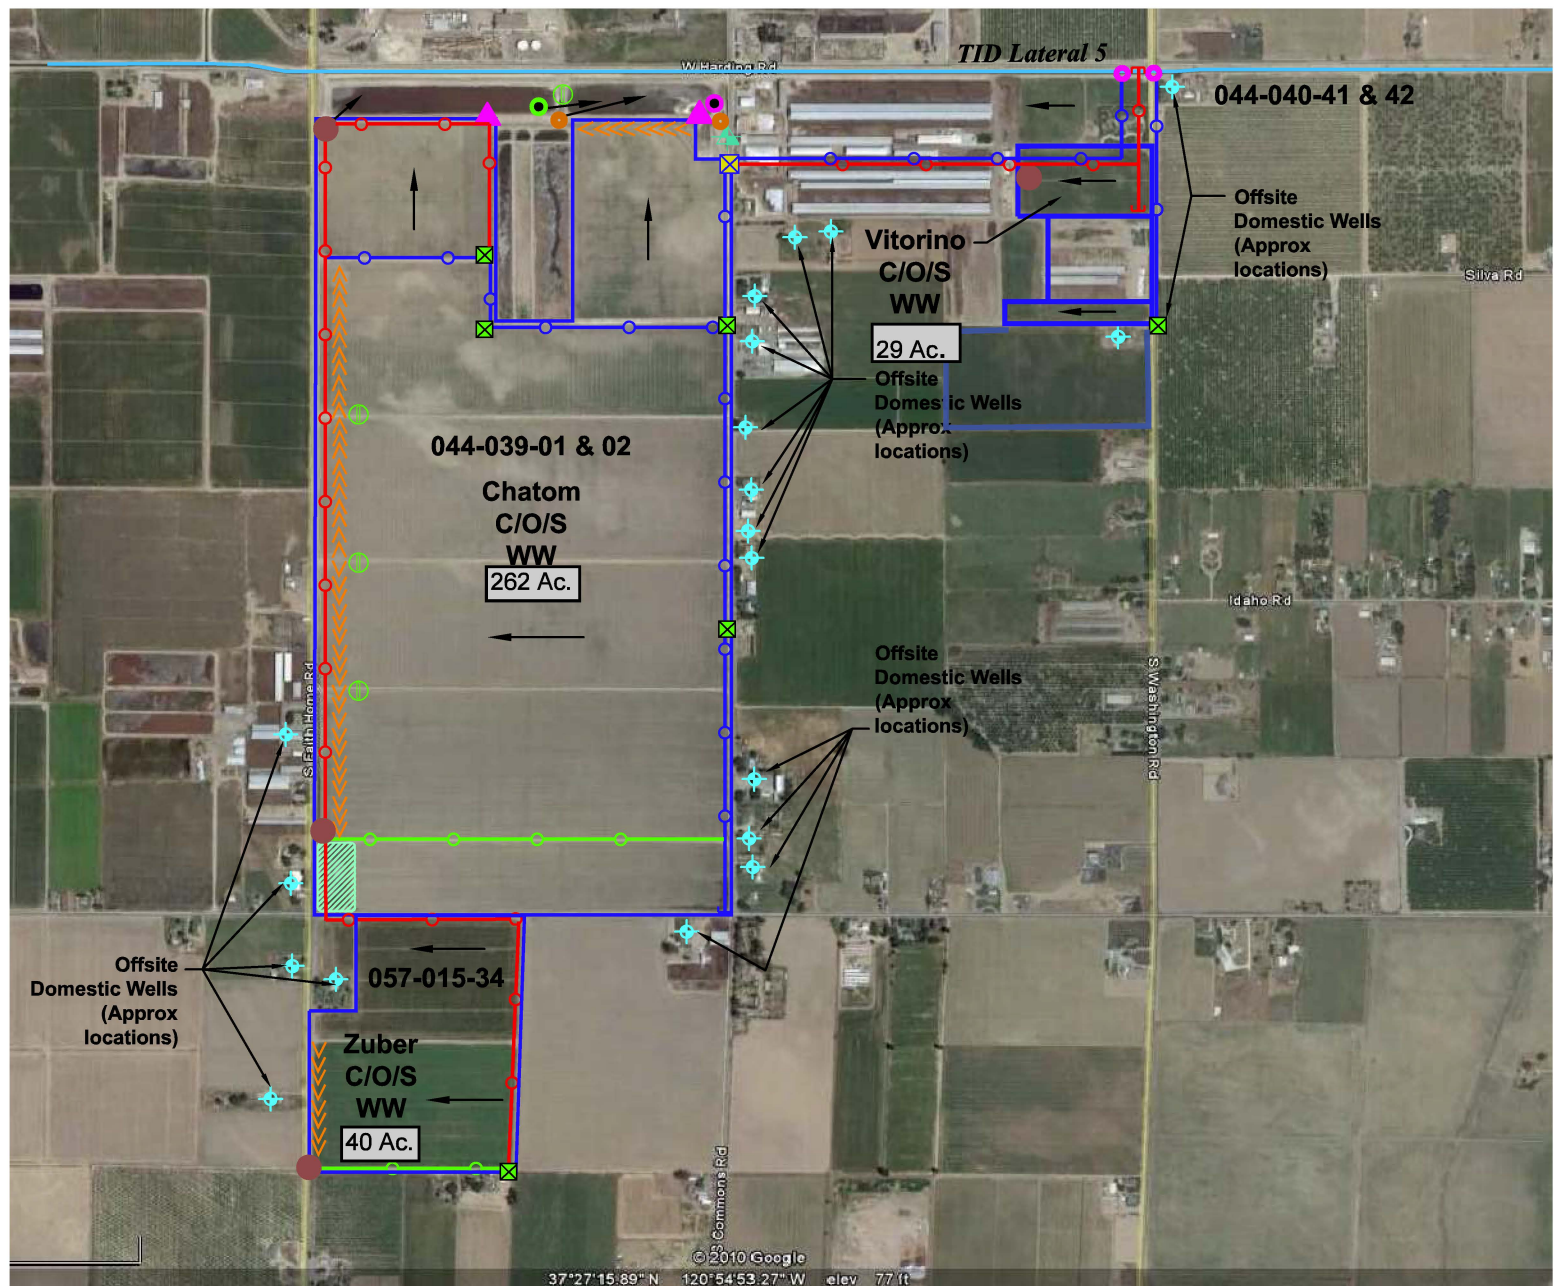 W Harding Rd
TID Lateral 5
044-040-41 & 42
Offsite
Domestic Wells
(Approx
locations)
Silva Rd
Vitorino
C/O/S
WW
29 Ac.
Offsite
Domestic Wells
(Approx
locations)
044-039-01 & 02
Chatom
C/O/S
WW
262 Ac.
Idaho Rd
Offsite
Domestic Wells
(Approx
locations)
S Faith Home Rd
S Washington Rd
Offsite
Domestic Wells
(Approx
locations)
057-015-34
Zuber
C/O/S
WW
40 Ac.
S Commons Rd
© 2010 Google
37°27'15.89" N 120°54'53.27" W elev 77 ft